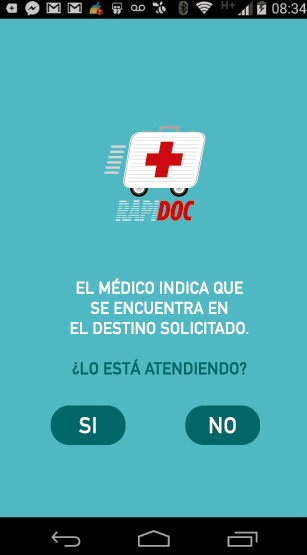 H+
08:34
RAPIDOC
EL MÉDICO INDICA QUE
SE ENCUENTRA EN
EL DESTINO SOLICITADO.
¿LO ESTÁ ATENDIENDO?
SI
NO